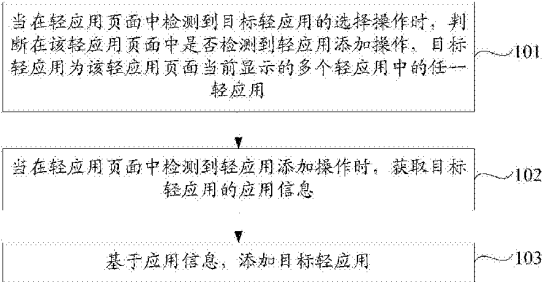 当在轻应用页面中检测到目标轻应用的选择操作时，判
断在该轻应用页面中是否检测到轻应用添加操作，目标
轻应用为该轻应用页面当前显示的多个轻应用中的任一
轻应用
101
当在轻应用页面中检测到轻应用添加操作时，获取目标
轻应用的应用信息
102
基于应用信息，添加目标轻应用
103